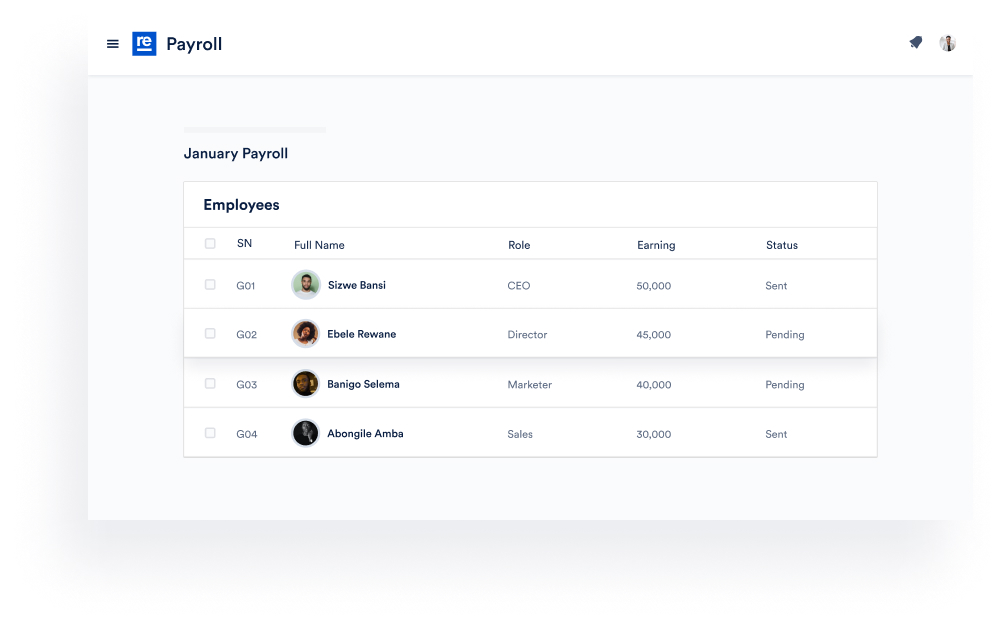 re Payroll
January Payroll
Employees
SN Full Name Role Earning Status
G01 Sizwe Bansi CEO 50,000 Sent
G02 Ebele Rewane Director 45,000 Pending
G03 Banigo Selema Marketer 40,000 Pending
G04 Abongile Amba Sales 30,000 Sent